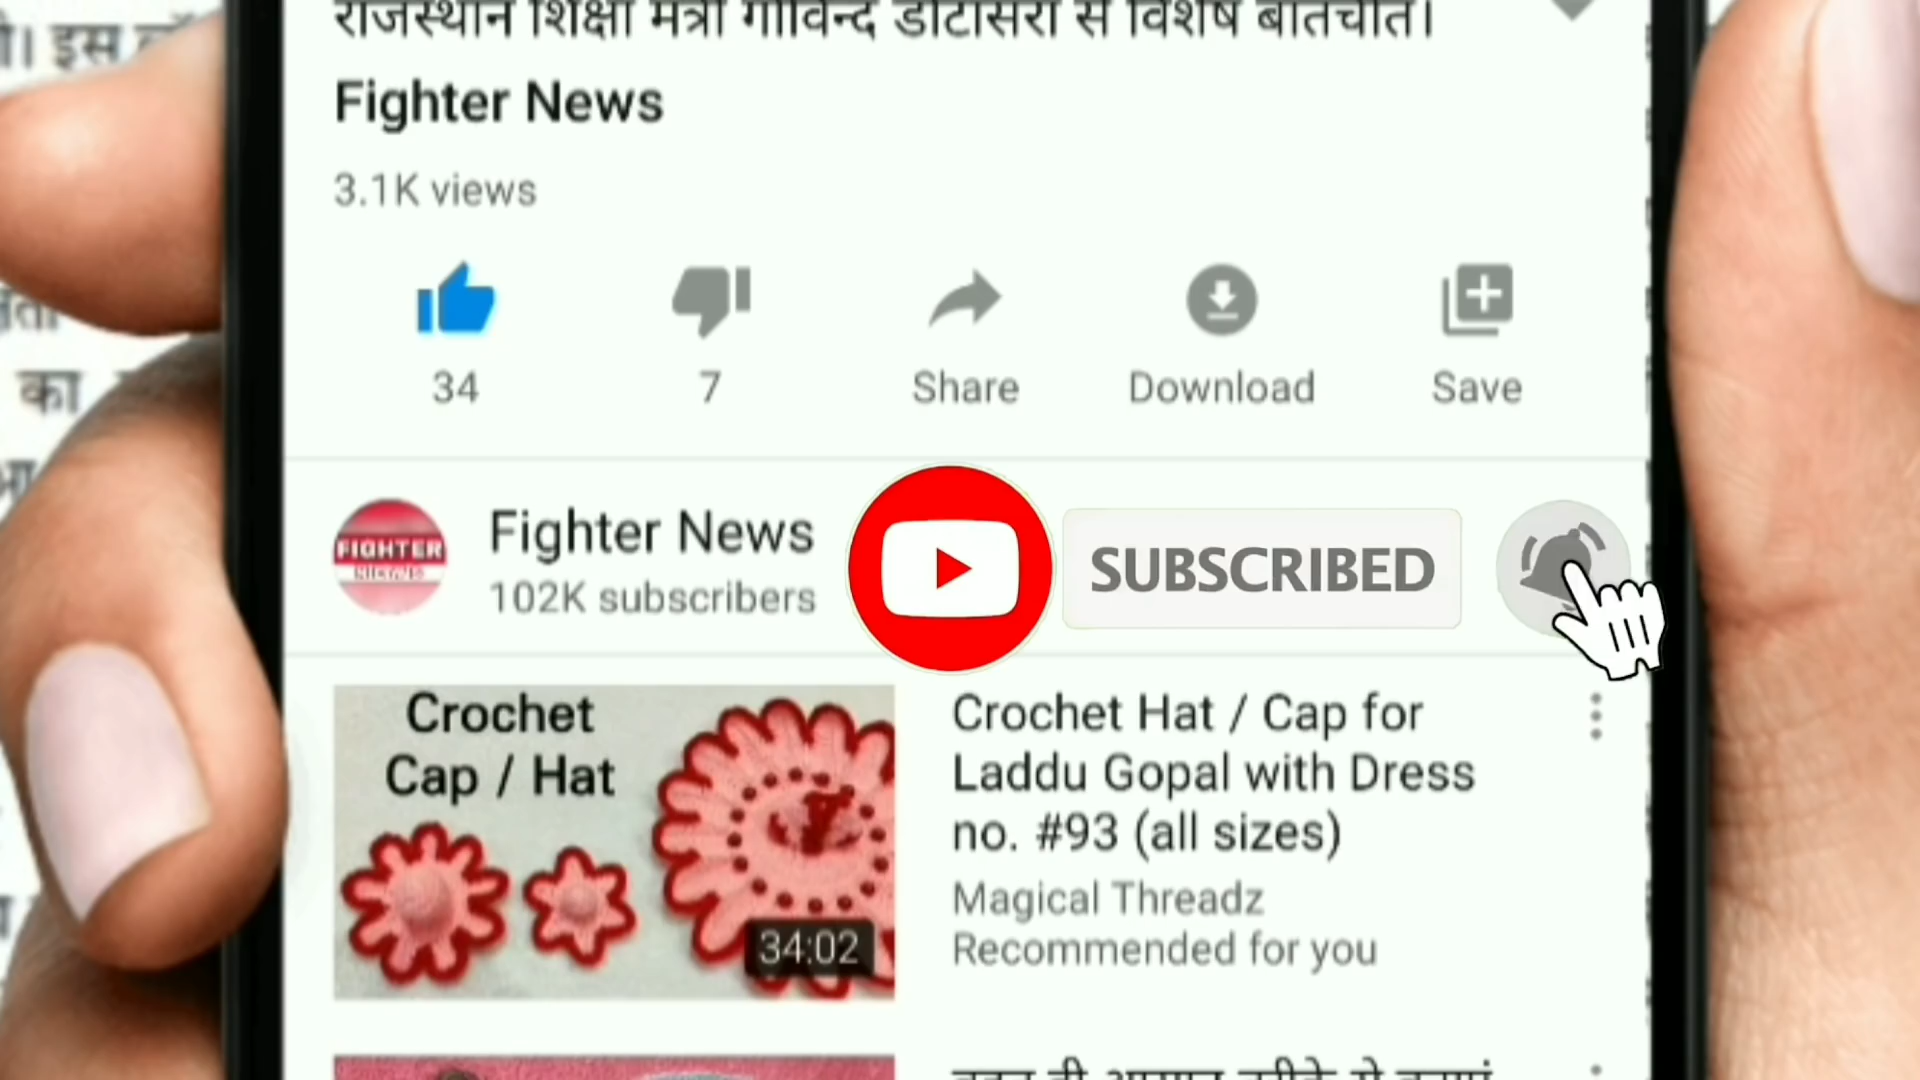 राजस्थान शिक्षा मंत्री गोविन्द डोटासरा से विशेष बातचीत।
Fighter News
3.1K views
34
7
Share
Download
Save
FIGHTER
Fighter News
102K subscribers
SUBSCRIBED
Crochet
Cap / Hat
34:02
Crochet Hat / Cap for
Laddu Gopal with Dress
no. #93 (all sizes)
Magical Threadz
Recommended for you
इस
का